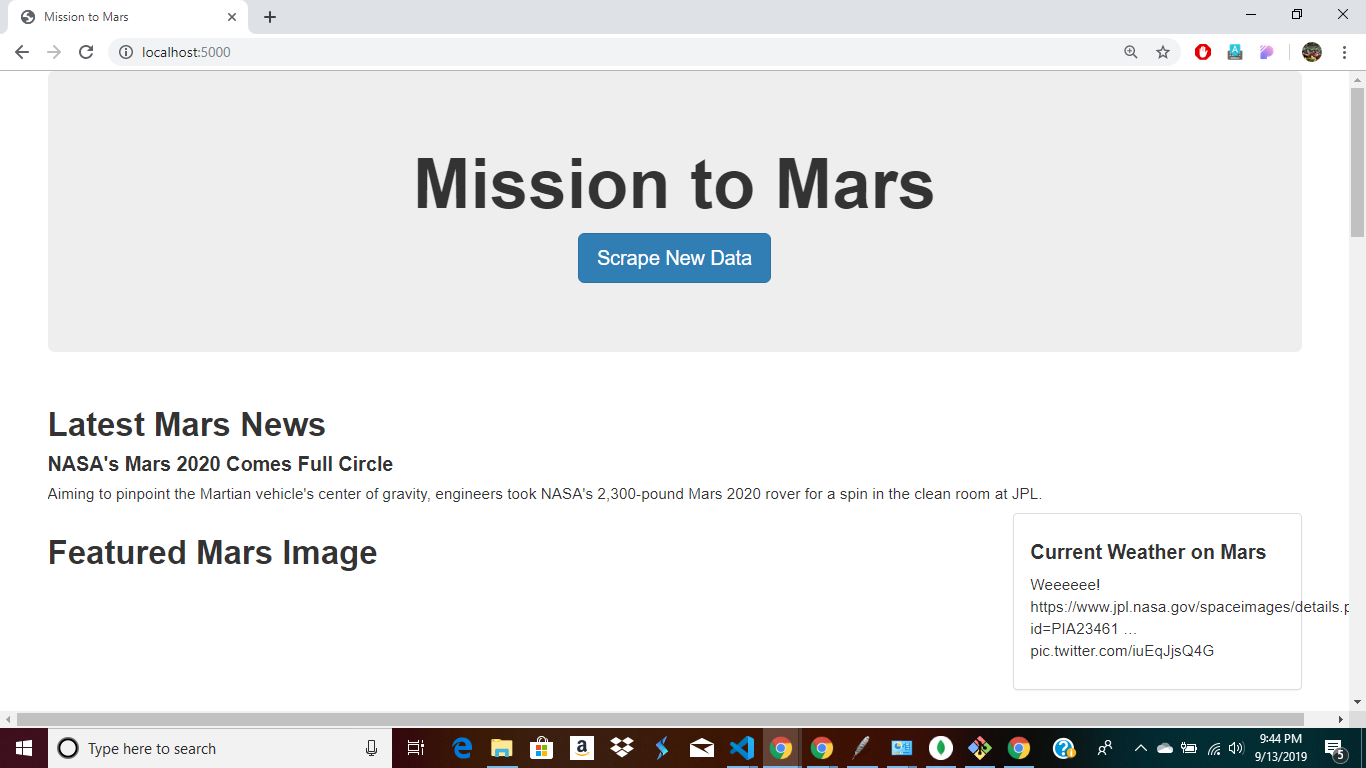 Mission to Mars
localhost:5000
Mission to Mars
Scrape New Data
Latest Mars News
NASA's Mars 2020 Comes Full Circle
Aiming to pinpoint the Martian vehicle's center of gravity, engineers took NASA's 2,300-pound Mars 2020 rover for a spin in the clean room at JPL.
Featured Mars Image
Current Weather on Mars
Weeeeee!
https://www.jpl.nasa.gov/spaceimages/details.p
id=PIA23461 …
pic.twitter.com/iuEqJjsQ4G
Type here to search
9:44 PM
9/13/2019
5